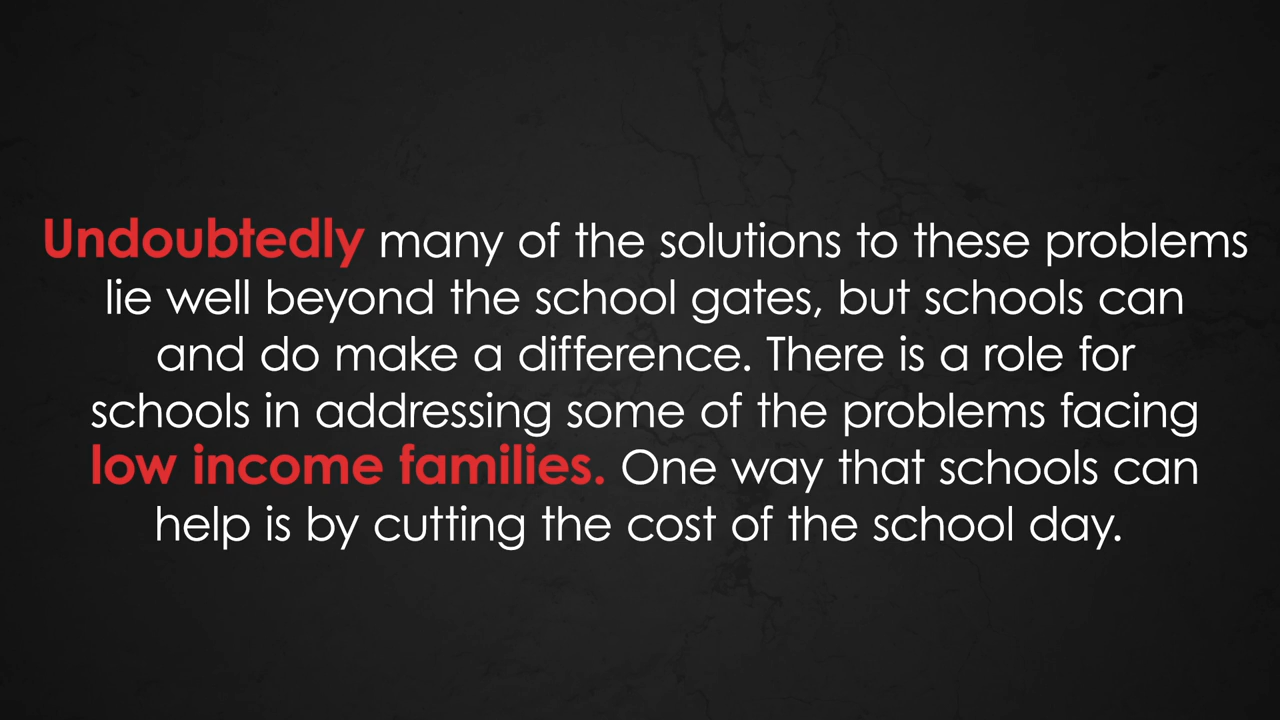 Undoubtedly many of the solutions to these problems
lie well beyond the school gates, but schools can
and do make a difference. There is a role for
schools in addressing some of the problems facing
low income families. One way that schools can
help is by cutting the cost of the school day.